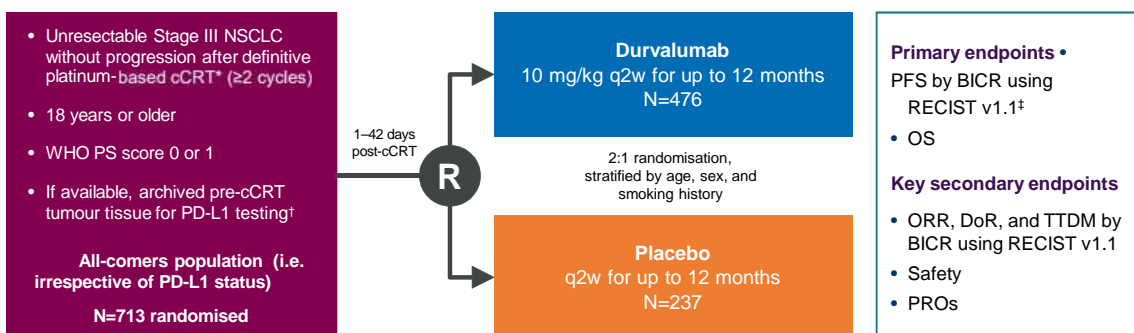 • Unresectable Stage III NSCLC
without progression after definitive
platinum-based cCRT* (≥2 cycles)
• 18 years or older
• WHO PS score 0 or 1
• If available, archived pre-cCRT
tumour tissue for PD-L1 testing†
All-comers population (i.e.
irrespective of PD-L1 status)
N=713 randomised
1–42 days
post-cCRT
R
Durvalumab
10 mg/kg q2w for up to 12 months
N=476
2:1 randomisation,
stratified by age, sex, and
smoking history
Placebo
q2w for up to 12 months
N=237
Primary endpoints •
PFS by BICR using
RECIST v1.1‡
• OS
Key secondary endpoints
• ORR, DoR, and TTDM by
BICR using RECIST v1.1
• Safety
• PROs